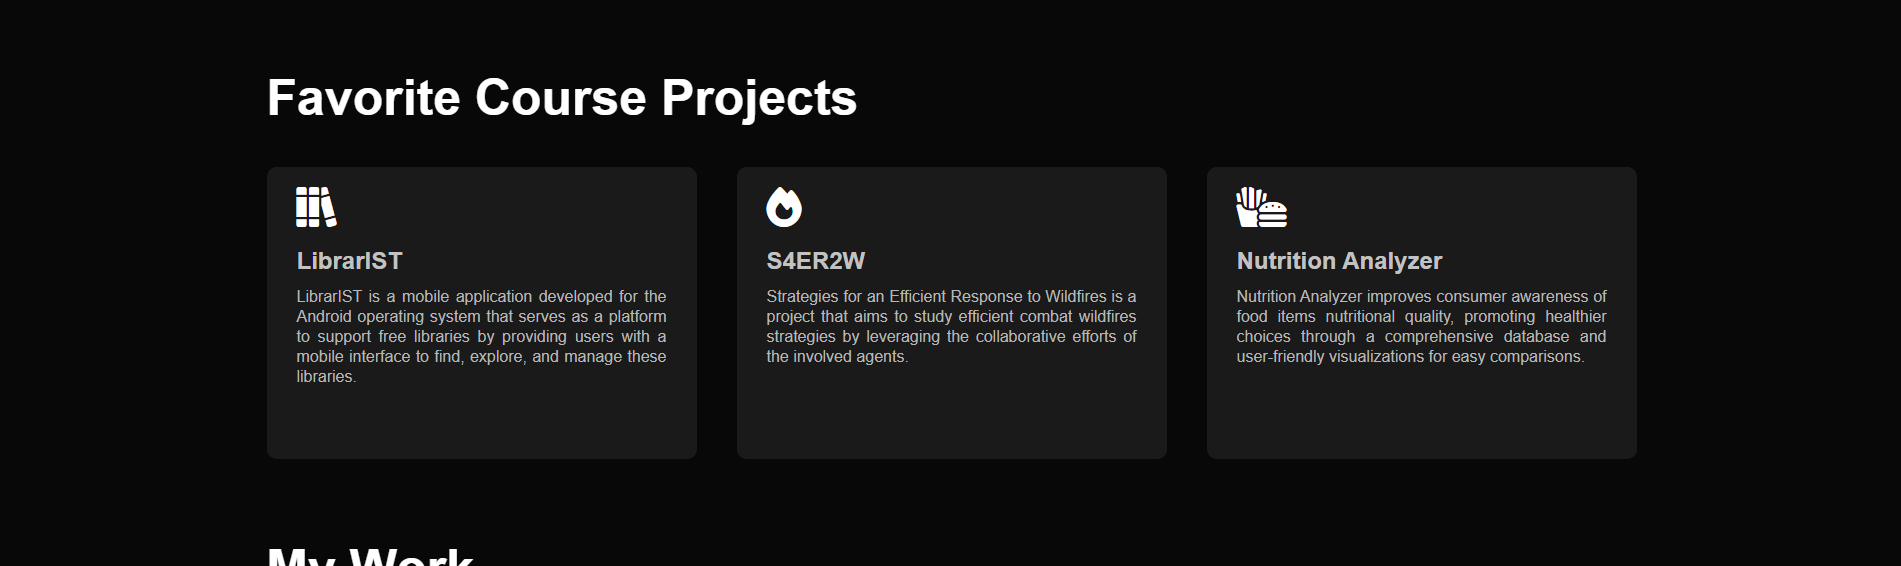 Favorite Course Projects
LibrarIST
LibrarIST is a mobile application developed for the
Android operating system that serves as a platform
to support free libraries by providing users with a
mobile interface to find, explore, and manage these
libraries.
S4ER2W
Strategies for an Efficient Response to Wildfires is a
project that aims to study efficient combat wildfires
strategies by leveraging the collaborative efforts of
the involved agents.
Nutrition Analyzer
Nutrition Analyzer improves consumer awareness of
food items nutritional quality, promoting healthier
choices through a comprehensive database and
user-friendly visualizations for easy comparisons.
My Work